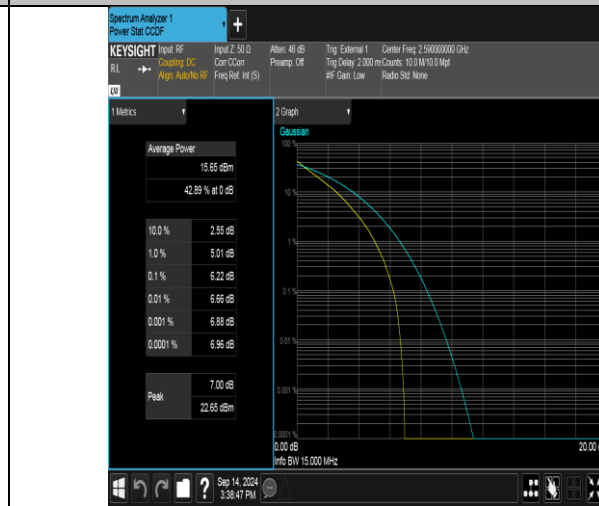 Spectrum Analyzer 1
Power Stat CCDF
+
KEYSIGHT Input: RF Input Z: 50 Ω Atten: 46 dB Trig: External 1 Center Freq: 2.590000000 GHz
RL Coupling: DC Corr CCorr Preamp: Off Trig Delay: 2.000 m Counts: 10.0 M/10.0 Mpt
Align: Auto/No RF Freq Ref: Int (S) #IF Gain: Low Radio Std: None
1 Metrics
2 Graph
Gaussian
Average Power
15.65 dBm
42.89 % at 0 dB
10.0 % 2.55 dB
1.0 % 5.01 dB
0.1 % 6.22 dB
0.01 % 6.66 dB
0.001 % 6.88 dB
0.0001 % 6.96 dB
Peak
7.00 dB
22.65 dBm
100 %
10 %
1 %
0.1 %
0.01 %
0.001 %
0.0001 %
0.00 dB 20.00
Info BW 15.000 MHz
? Sep 14, 2024
3:38:47 PM